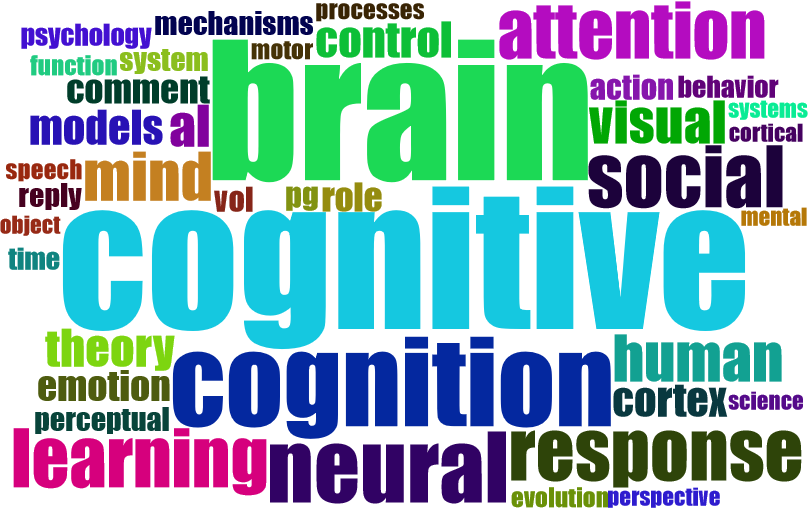 processes
psychology
mechanisms
attention
motor
control
function
system
brain
comment
action
behavior
models
al
visual
systems
cortical
speech
mind
social
reply
vol
pg
role
object
mental
cognitive
time
theory
cognition
human
emotion
cortex
science
perceptual
learning
neural
response
evolution
perspective